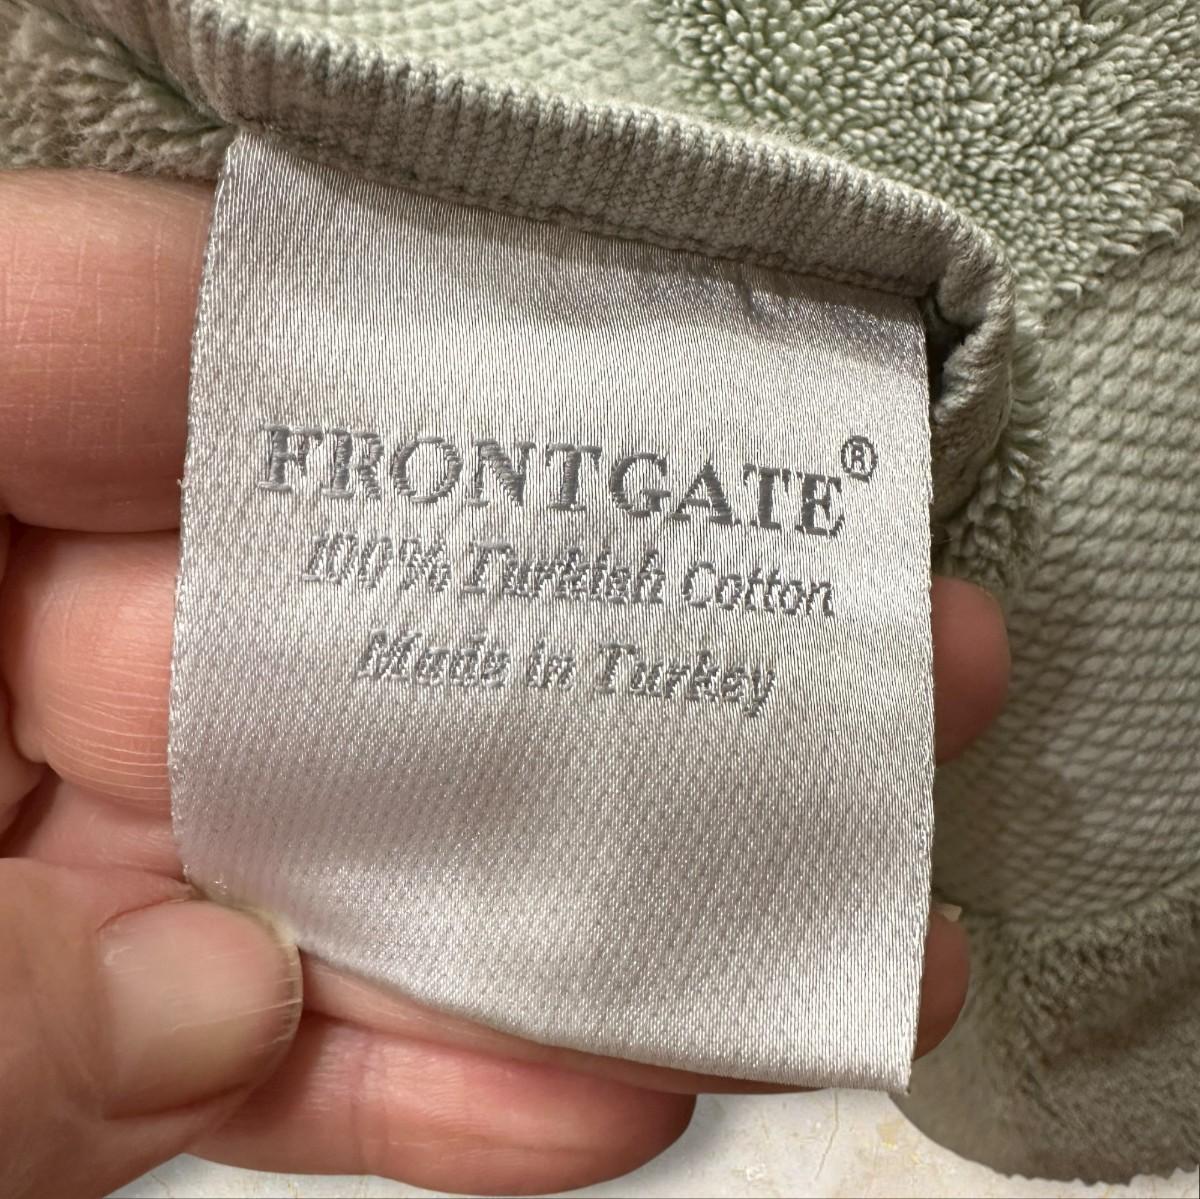 FRONTGATE®
100% Turkish Cotton
Made in Turkey